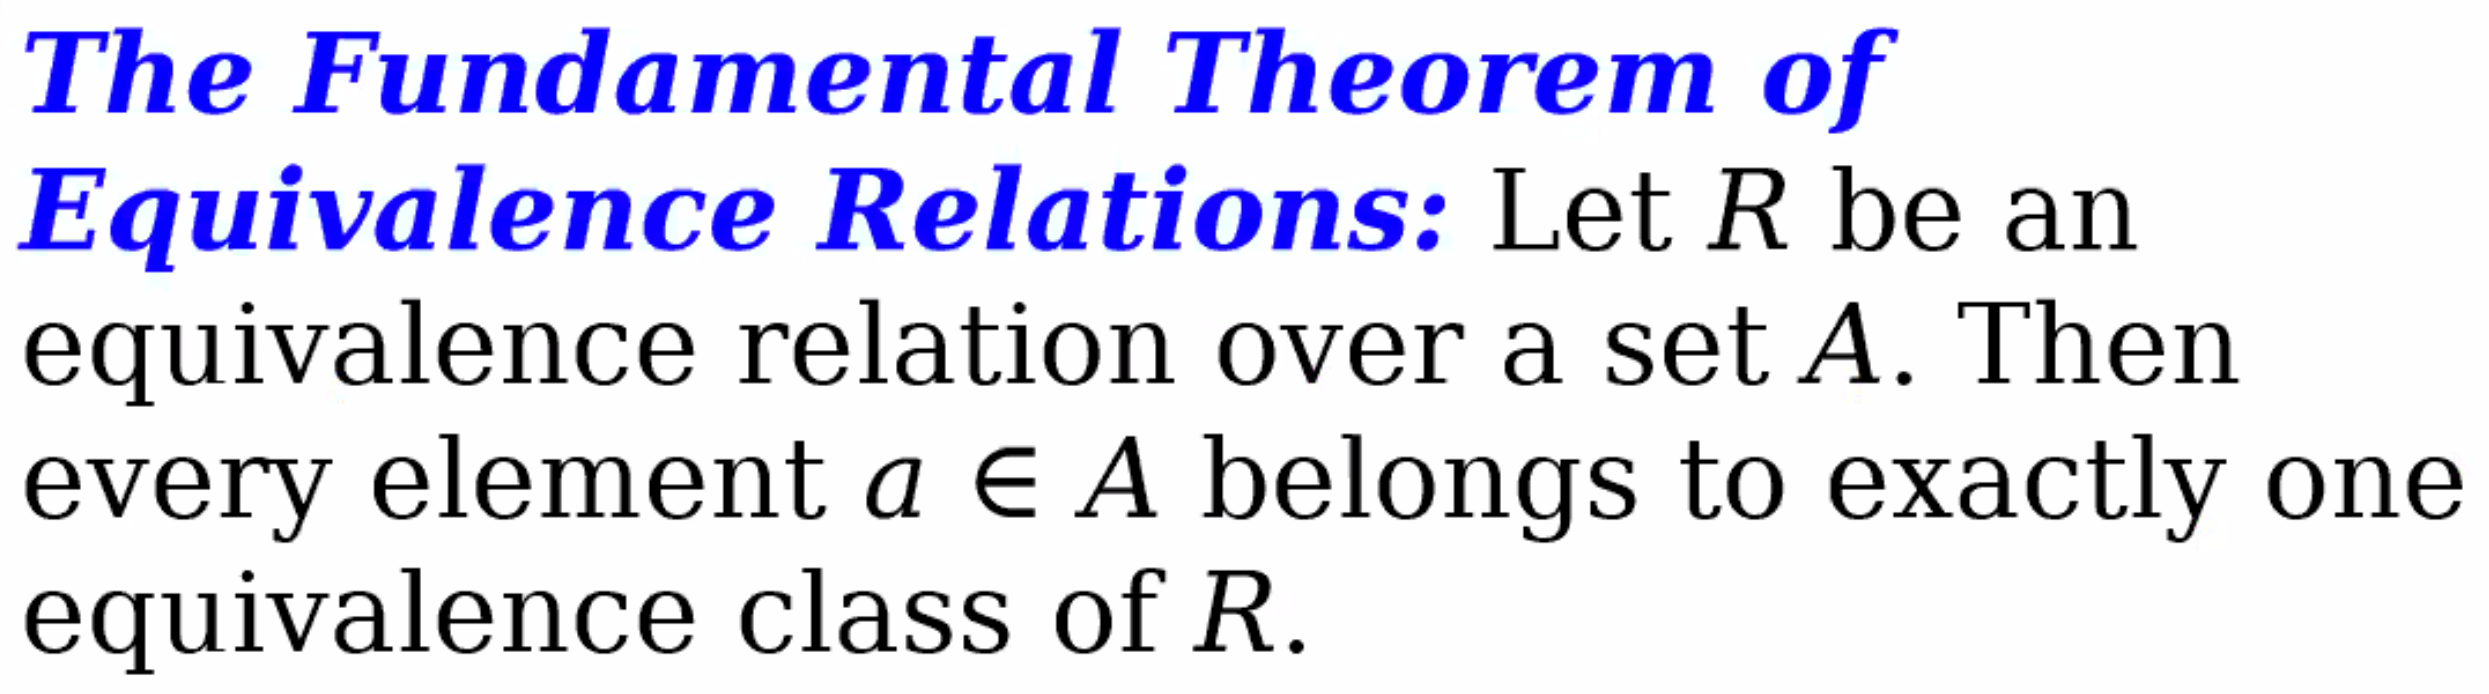 The Fundamental Theorem of
Equivalence Relations: Let R be an
equivalence relation over a set A. Then
every element a ∈ A belongs to exactly one
equivalence class of R.